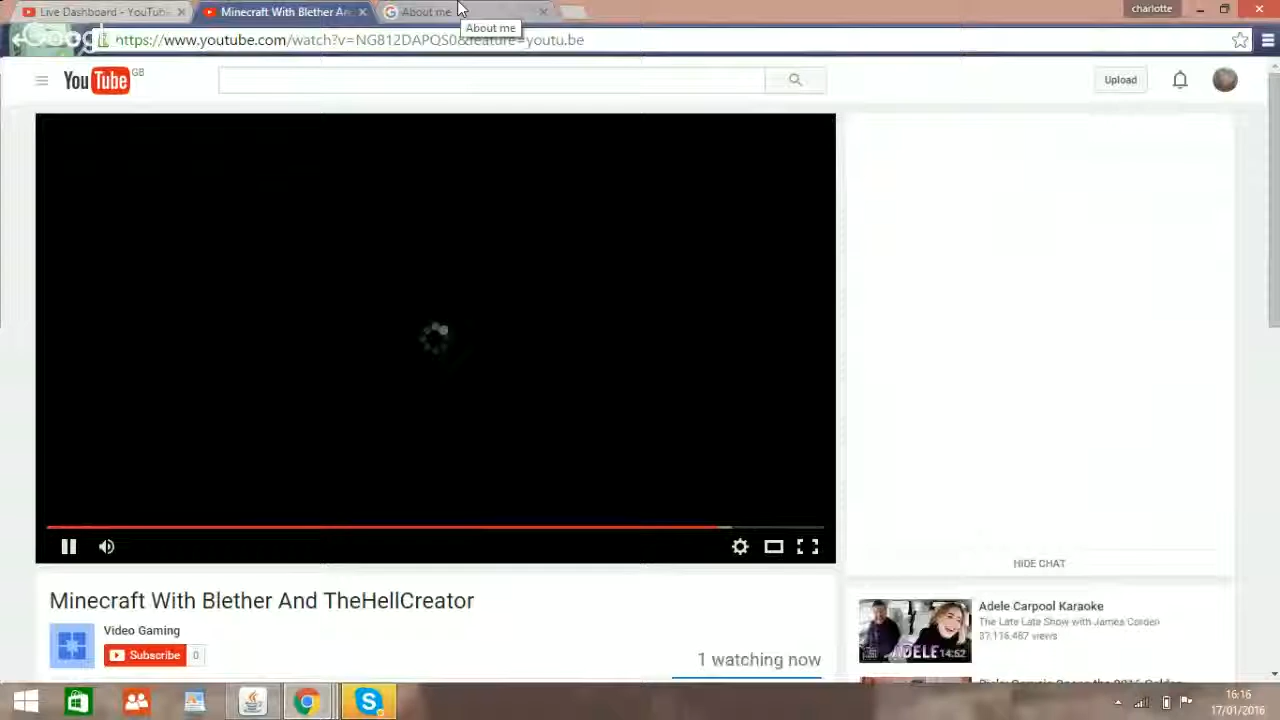 Live Dashboard - YouTub
Minecraft With Blether An
About me
charlotte
About me
https://www.youtube.com/watch?v=NG812DAPQS0&feature=youtu.be
YouTube GB
Upload
HIDE CHAT
Minecraft With Blether And TheHellCreator
Video Gaming
Subscribe 0
1 watching now
Adele Carpool Karaoke
The Late Late Show with James Corden
37,116,487 views
ADELE 14:52
16:16
17/01/2016